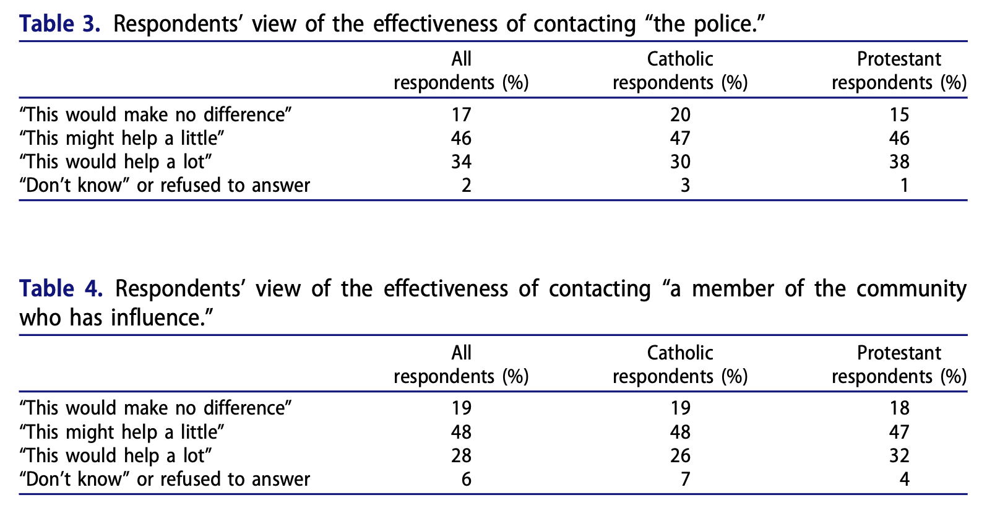 Table 3. Respondents’ view of the effectiveness of contacting “the police.”
All Catholic Protestant
respondents (%) respondents (%) respondents (%)
“This would make no difference” 17 20 15
“This might help a little” 46 47 46
“This would help a lot” 34 30 38
“Don’t know” or refused to answer 2 3 1
Table 4. Respondents’ view of the effectiveness of contacting “a member of the community
who has influence.”
All Catholic Protestant
respondents (%) respondents (%) respondents (%)
“This would make no difference” 19 19 18
“This might help a little” 48 48 47
“This would help a lot” 28 26 32
“Don’t know” or refused to answer 6 7 4